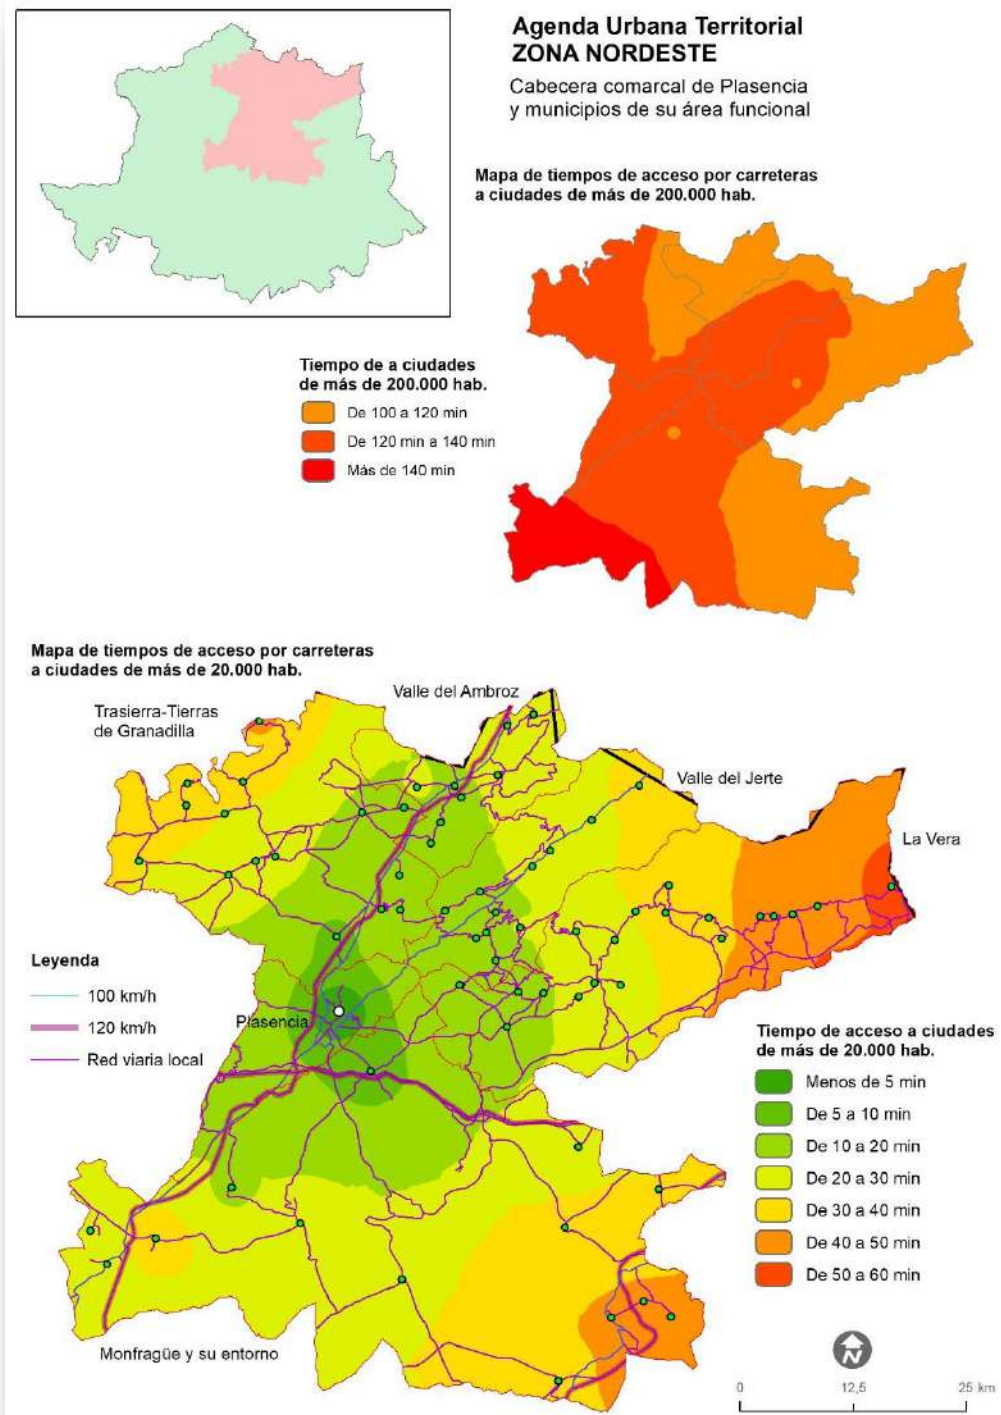 Agenda Urbana Territorial
ZONA NORDESTE
Cabecera comarcal de Plasencia
y municipios de su área funcional
Mapa de tiempos de acceso por carreteras
a ciudades de más de 200.000 hab.
Tiempo de a ciudades
de más de 200.000 hab.
De 100 a 120 min
De 120 min a 140 min
Más de 140 min
Mapa de tiempos de acceso por carreteras
a ciudades de más de 20.000 hab.
Valle del Ambroz
Trasierra-Tierras
de Granadilla
Valle del Jerte
La Vera
Leyenda
100 km/h
120 km/h
Red viaria local
Plasencia
Tiempo de acceso a ciudades
de más de 20.000 hab.
Menos de 5 min
De 5 a 10 min
De 10 a 20 min
De 20 a 30 min
De 30 a 40 min
De 40 a 50 min
De 50 a 60 min
Monfragüe y su entorno
N
0 12,5 25 km